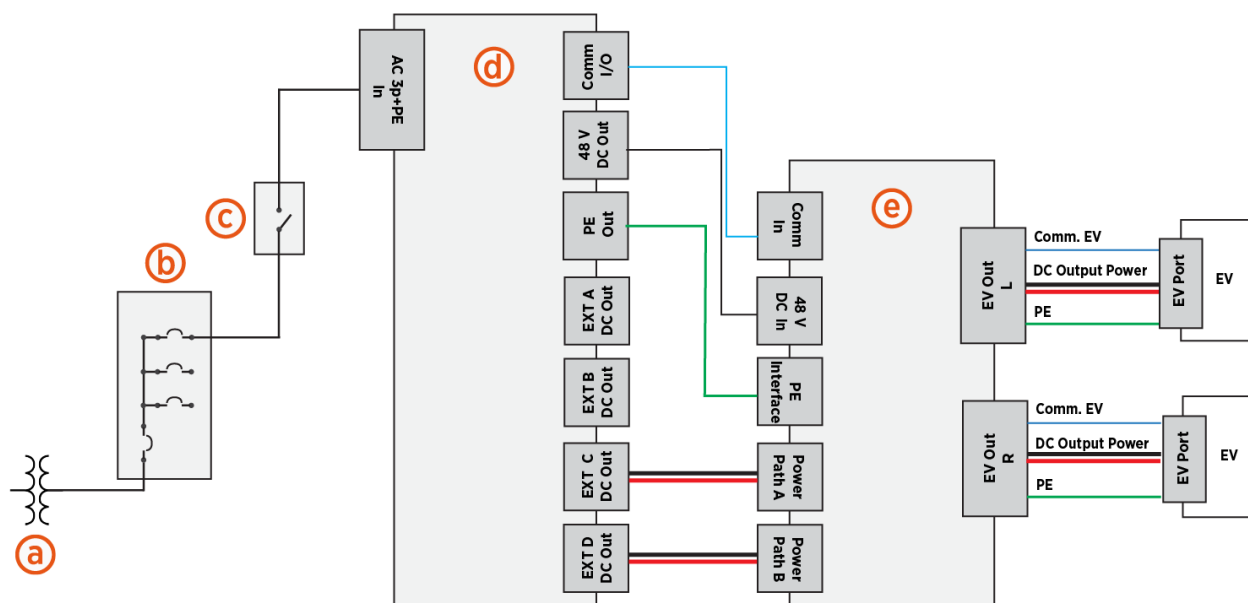 d
AC 3p+PE
In
Comm
I/O
48 V
DC Out
PE
Out
EXT A
DC Out
EXT B
DC Out
EXT C
DC Out
EXT D
DC Out
c
b
a
e
Comm
In
48 V
DC In
PE
Interface
Power
Path A
Power
Path B
EV Out
L
Comm. EV
DC Output Power
PE
EV Port
EV
EV Out
R
Comm. EV
DC Output Power
PE
EV Port
EV